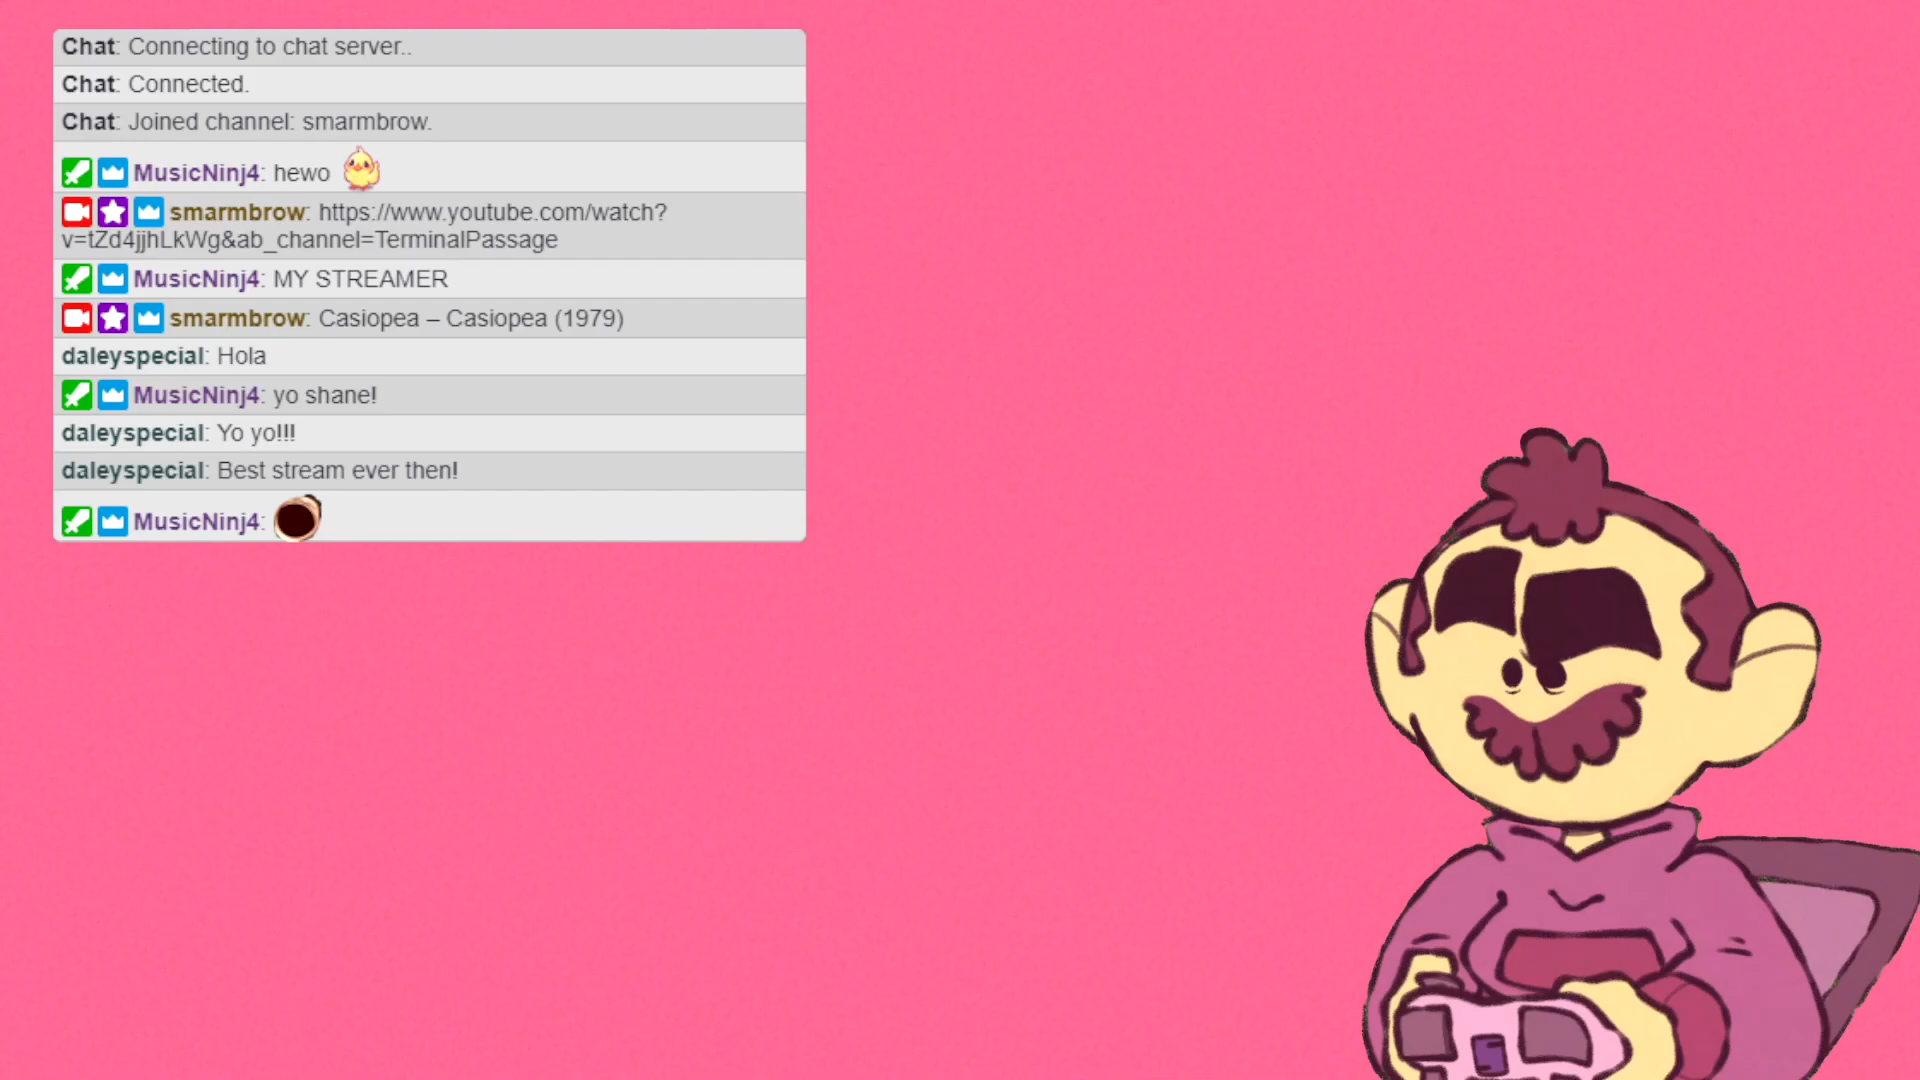 Chat: Connecting to chat server..
Chat: Connected.
Chat: Joined channel: smarmbrow.
MusicNinj4: hewo
smarmbrow: https://www.youtube.com/watch?
v=tZd4jjhLkWg&ab_channel=TerminalPassage
MusicNinj4: MY STREAMER
smarmbrow: Casiopea – Casiopea (1979)
daleyspecial: Hola
MusicNinj4: yo shane!
daleyspecial: Yo yo!!!
daleyspecial: Best stream ever then!
MusicNinj4: